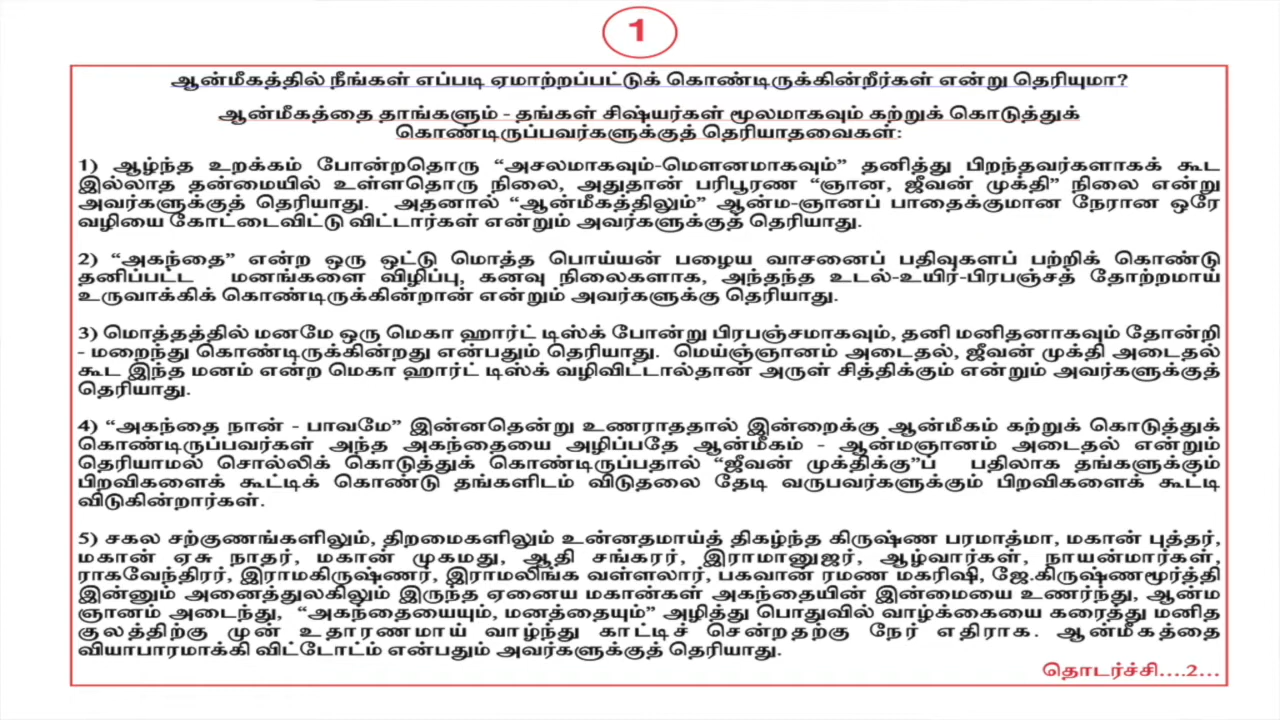 1
ஆன்மீகத்தில் நீங்கள் எப்படி ஏமாற்றப்பட்டுக் கொண்டிருக்கின்றீர்கள் என்று தெரியுமா?
ஆன்மீகத்தை தாங்களும் - தங்கள் சிஷ்யர்கள் மூலமாகவும் கற்றுக் கொடுத்துக்
கொண்டிருப்பவர்களுக்குத் தெரியாதவைகள்:
1) ஆழ்ந்த உறக்கம் போன்றதொரு “அசலமாகவும்-மௌனமாகவும்” தனித்து பிறந்தவர்களாகக் கூட
இல்லாத தன்மையில் உள்ளதொரு நிலை, அதுதான் பரிபூரண “ஞான, ஜீவன் முக்தி” நிலை என்று
அவர்களுக்குத் தெரியாது. அதனால் “ஆன்மீகத்திலும்” ஆன்ம-ஞானப் பாதைக்குமான நேரான ஒரே
வழியை கோட்டைவிட்டு விட்டார்கள் என்றும் அவர்களுக்குத் தெரியாது.
2) “அகந்தை” என்ற ஒரு ஒட்டு மொத்த பொய்யன் பழைய வாசனைப் பதிவுகளப் பற்றிக் கொண்டு
தனிப்பட்ட மனங்களை விழிப்பு, கனவு நிலைகளாக, அந்தந்த உடல்-உயிர்-பிரபஞ்சத் தோற்றமாய்
உருவாக்கிக் கொண்டிருக்கின்றான் என்றும் அவர்களுக்கு தெரியாது.
3) மொத்தத்தில் மனமே ஒரு மெகா ஹார்ட் டிஸ்க் போன்று பிரபஞ்சமாகவும், தனி மனிதனாகவும் தோன்றி
- மறைந்து கொண்டிருக்கின்றது என்பதும் தெரியாது. மெய்ஞ்ஞானம் அடைதல், ஜீவன் முக்தி அடைதல்
கூட இந்த மனம் என்ற மெகா ஹார்ட் டிஸ்க் வழிவிட்டால்தான் அருள் சித்திக்கும் என்றும் அவர்களுக்குத்
தெரியாது.
4) “அகந்தை நான் - பாவமே” இன்னதென்று உணராததால் இன்றைக்கு ஆன்மீகம் கற்றுக் கொடுத்துக்
கொண்டிருப்பவர்கள் அந்த அகந்தையை அழிப்பதே ஆன்மீகம் - ஆன்மஞானம் அடைதல் என்றும்
தெரியாமல் சொல்லிக் கொடுத்துக் கொண்டிருப்பதால் “ஜீவன் முக்திக்கு”ப் பதிலாக தங்களுக்கும்
பிறவிகளைக் கூட்டிக் கொண்டு தங்களிடம் விடுதலை தேடி வருபவர்களுக்கும் பிறவிகளைக் கூட்டி
விடுகின்றார்கள்.
5) சகல சற்குணங்களிலும், திறமைகளிலும் உன்னதமாய்த் திகழ்ந்த கிருஷ்ண பரமாத்மா, மகான் புத்தர்,
மகான் ஏசு நாதர், மகான் முகமது, ஆதி சங்கரர், இராமானுஜர், ஆழ்வார்கள், நாயன்மார்கள்,
ராகவேந்திரர், இராமகிருஷ்ணர், இராமலிங்க வள்ளலார், பகவான் ரமண மகரிஷி, ஜே.கிருஷ்ணமூர்த்தி
இன்னும் அனைத்துலகிலும் இருந்த ஏனைய மகான்கள் அகந்தையின் இன்மையை உணர்ந்து, ஆன்ம
ஞானம் அடைந்து, “அகந்தையையும், மனத்தையும்” அழித்து பொதுவில் வாழ்க்கையை கரைத்து மனித
குலத்திற்கு முன் உதாரணமாய் வாழ்ந்து காட்டிச் சென்றதற்கு நேர் எதிராக. ஆன்மீகத்தை
வியாபாரமாக்கி விட்டோட்ம் என்பதும் அவர்களுக்குத் தெரியாது.
தொடர்ச்சி....2...